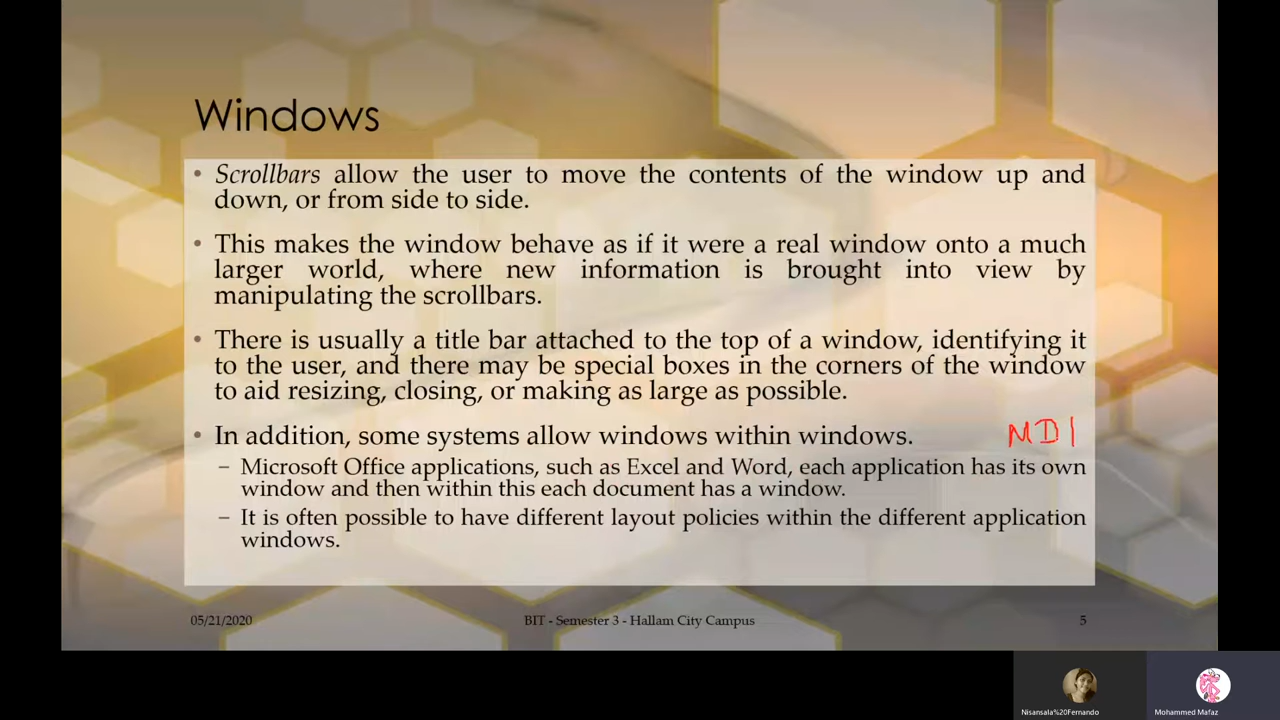 Windows
• Scrollbars allow the user to move the contents of the window up and
down, or from side to side.
• This makes the window behave as if it were a real window onto a much
larger world, where new information is brought into view by
manipulating the scrollbars.
• There is usually a title bar attached to the top of a window, identifying it
to the user, and there may be special boxes in the corners of the window
to aid resizing, closing, or making as large as possible.
• In addition, some systems allow windows within windows. MDI
– Microsoft Office applications, such as Excel and Word, each application has its own
window and then within this each document has a window.
– It is often possible to have different layout policies within the different application
windows.
05/21/2020 BIT - Semester 3 - Hallam City Campus 5
Nisansala%20Fernando Mohammed Mafaz